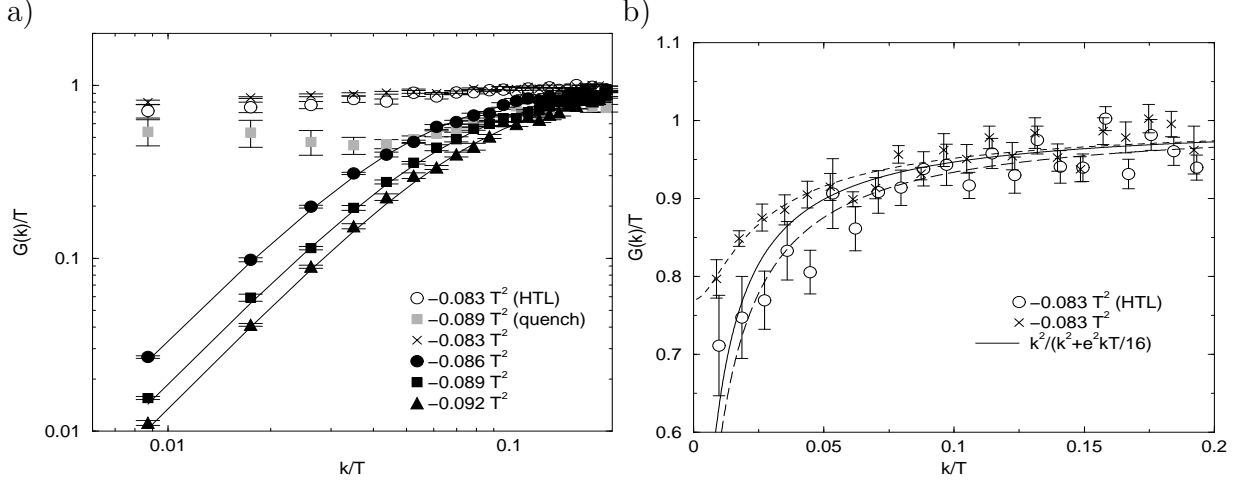 a)
G(k)/T
1
0.1
0.01
0.01
0.1
k/T
−0.083 T² (HTL)
−0.089 T² (quench)
−0.083 T²
−0.086 T²
−0.089 T²
−0.092 T²
b)
G(k)/T
1.1
1
0.9
0.8
0.7
0.6
0
0.05
0.1
0.15
0.2
k/T
−0.083 T² (HTL)
−0.083 T²
k²/(k²+e²kT/16)